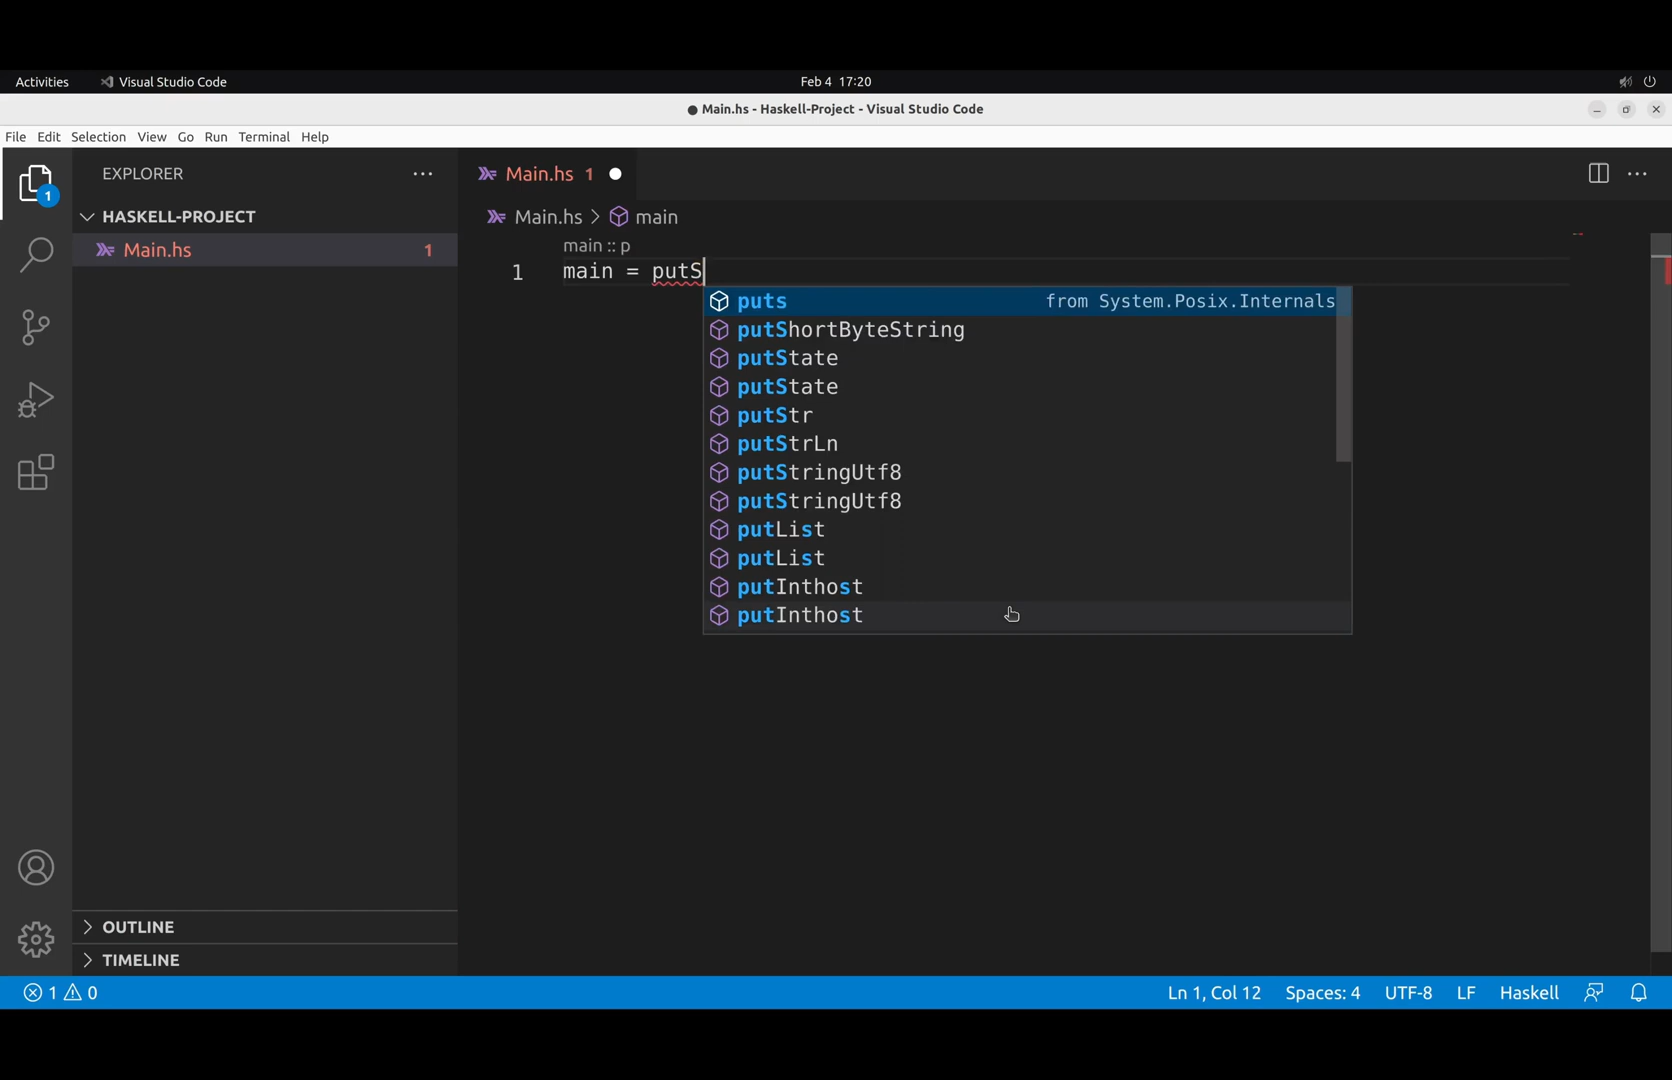 Activities Visual Studio Code Feb 4 17:20
Main.hs - Haskell-Project - Visual Studio Code
File Edit Selection View Go Run Terminal Help
1
EXPLORER
HASKELL-PROJECT
Main.hs 1
OUTLINE
TIMELINE
Main.hs 1
Main.hs > main
main :: p
1 main = putS
puts from System.Posix.Internals
putShortByteString
putState
putState
putStr
putStrLn
putStringUtf8
putStringUtf8
putList
putList
putInthost
putInthost
1 0 Ln 1, Col 12 Spaces: 4 UTF-8 LF Haskell